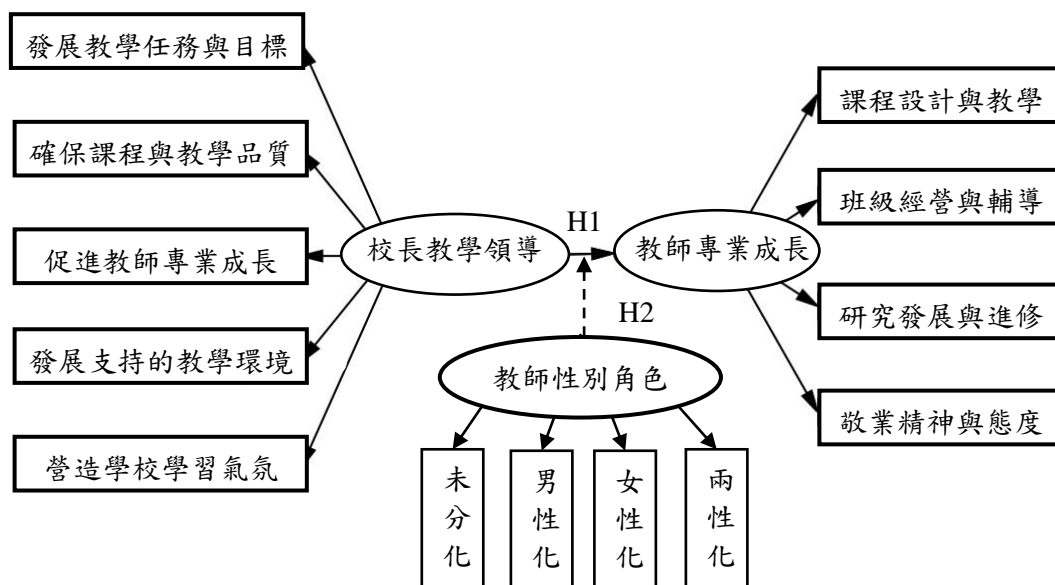 發展教學任務與目標
確保課程與教學品質
促進教師專業成長
發展支持的教學環境
營造學校學習氣氛
校長教學領導
H1
教師專業成長
H2
教師性別角色
未分化
男性化
女性化
兩性化
課程設計與教學
班級經營與輔導
研究發展與進修
敬業精神與態度